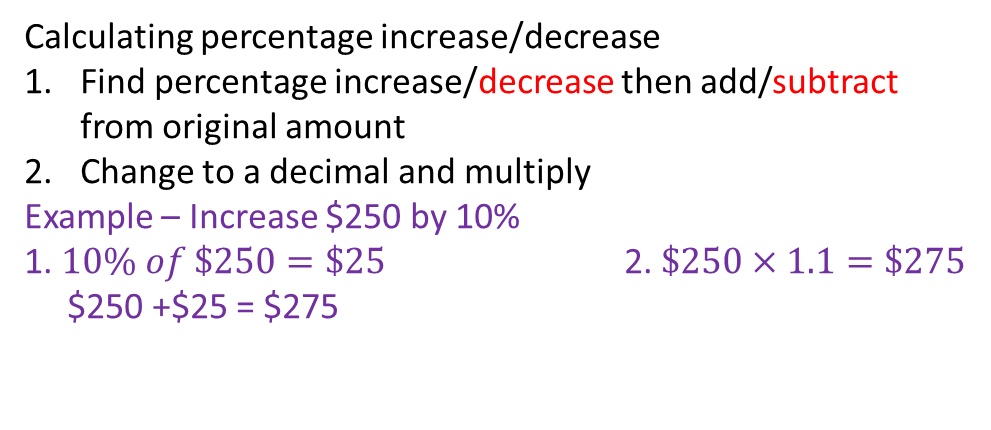 Calculating percentage increase/decrease
1. Find percentage increase/decrease then add/subtract
from original amount
2. Change to a decimal and multiply
Example – Increase $250 by 10%
1. 10% of $250 = $25
2. $250 × 1.1 = $275
$250 +$25 = $275